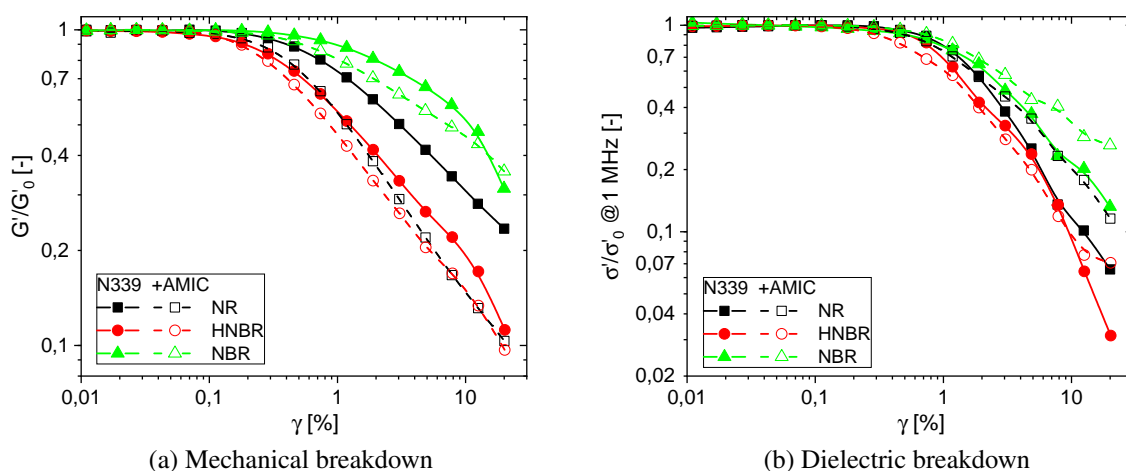 1
0,7
0,4
0,2
0,1
G'/G'₀ [-]
N339 +AMIC
NR
HNBR
NBR
0,01
0,1
1
10
γ [%]
(a) Mechanical breakdown
1
0,7
0,4
0,2
0,1
0,07
0,04
0,02
σ'/σ'₀ @1 MHz [-]
N339 +AMIC
NR
HNBR
NBR
0,01
0,1
1
10
γ [%]
(b) Dielectric breakdown